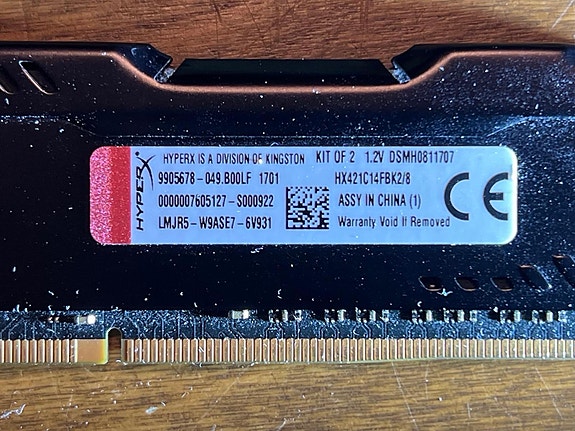 HYPERX
HYPERX IS A DIVISION OF KINGSTON KIT OF 2 1.2V DSMH0811707
9905678-049.B00LF 1701 HX421C14FBK2/8
0000007605127-S000922 ASSY IN CHINA (1)
LMJR5-W9ASE7-6V931 Warranty Void If Removed
CE